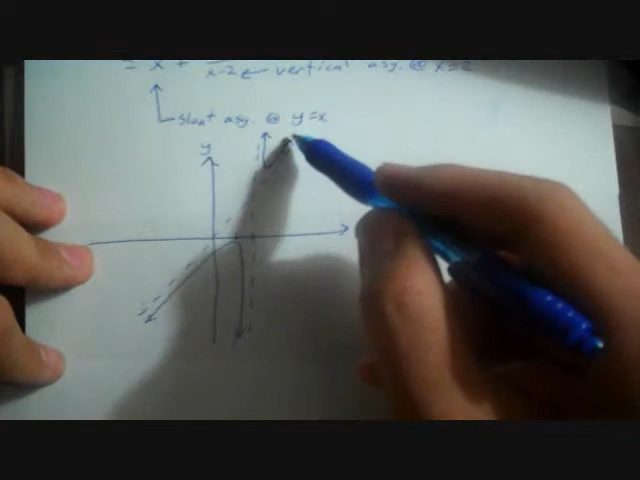 = x + x-2 ← vertical asy. @ x=2
slant asy. @ y=x
y